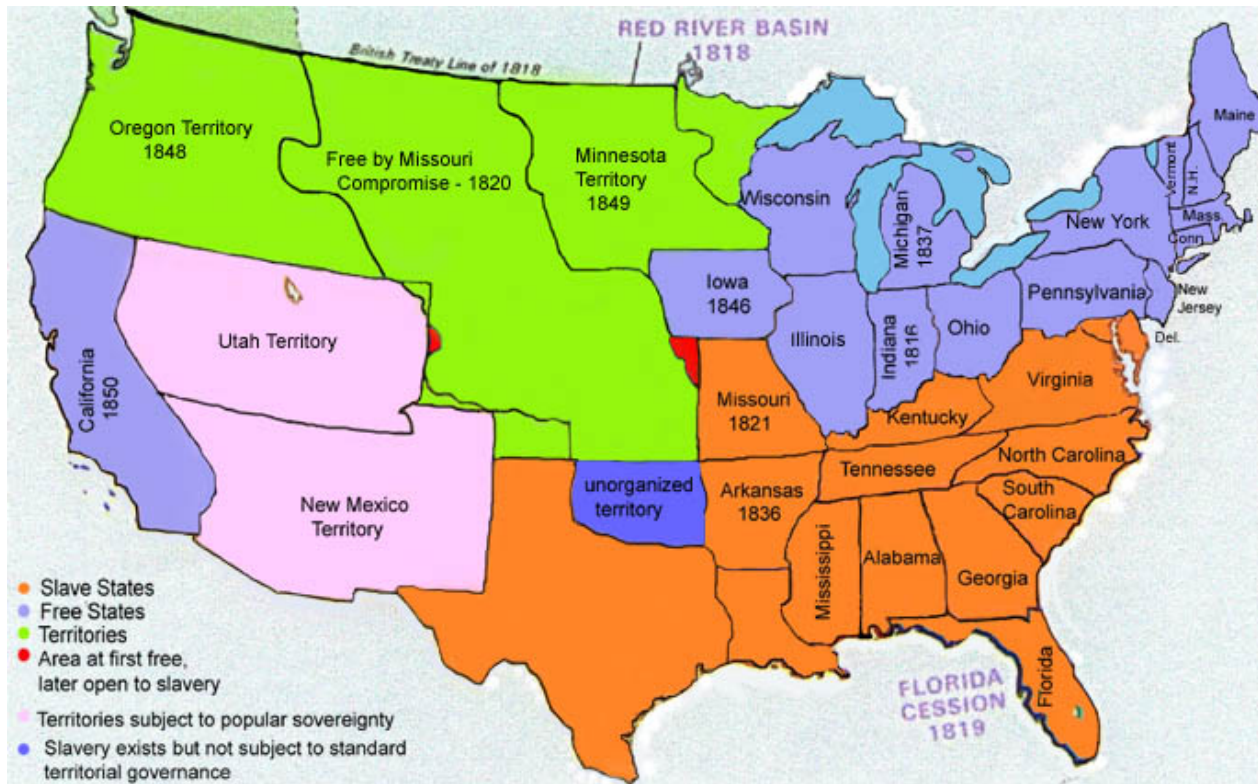 RED RIVER BASIN
1818
British Treaty Line of 1818
Oregon Territory
1848
Free by Missouri
Compromise - 1820
Minnesota
Territory
1849
Wisconsin
Michigan
1837
Maine
Vermont
N.H.
New York
Mass.
Conn
Iowa
1846
Pennsylvania
New
Jersey
Utah Territory
Illinois
Indiana
1816
Ohio
Del.
California
1850
Missouri
1821
Kentucky
Virginia
New Mexico
Territory
unorganized
territory
Arkansas
1836
Tennessee
North Carolina
South
Carolina
Mississippi
Alabama
Georgia
Florida
FLORIDA
CESSION
1819
Slave States
Free States
Territories
Area at first free,
later open to slavery
Territories subject to popular sovereignty
Slavery exists but not subject to standard
territorial governance